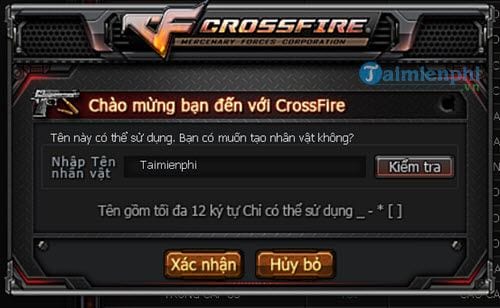 CROSSFIRE
MERCENARY FORCES CORPORATION
Taimienphi
.vn
Chào mừng bạn đến với CrossFire
Tên này có thể sử dụng. Bạn có muốn tạo nhân vật không?
Nhập Tên
nhân vật
Taimienphi
Kiểm tra
Tên gồm tối đa 12 ký tự Chỉ có thể sử dụng _ - * [ ]
Xác nhận
Hủy bỏ